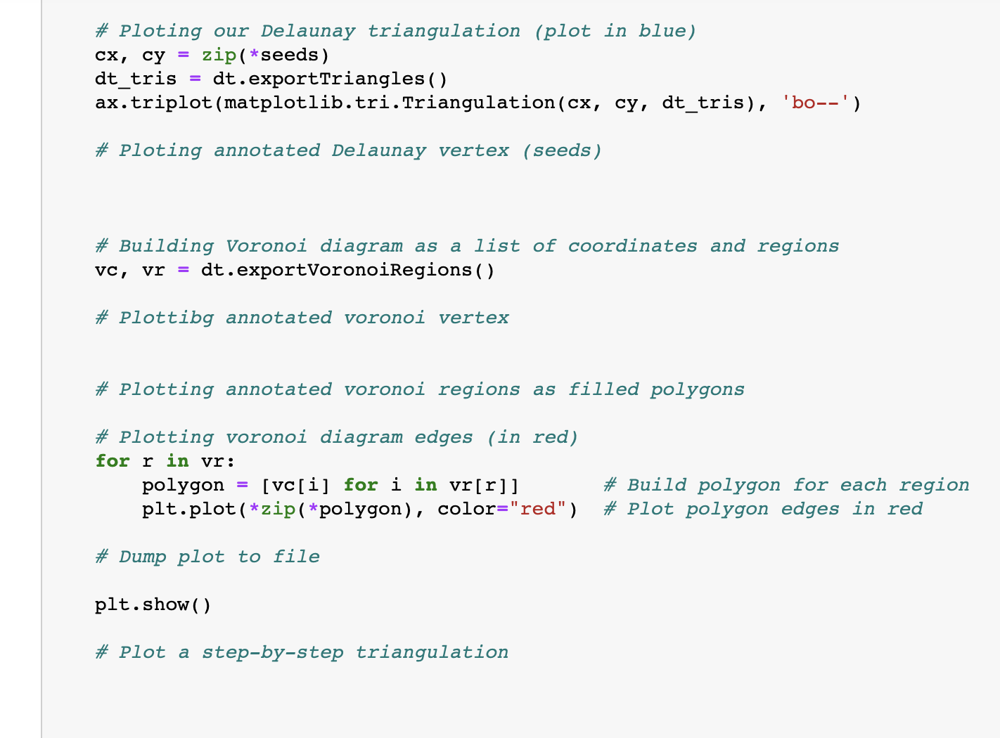 # Ploting our Delaunay triangulation (plot in blue)
cx, cy = zip(*seeds)
dt_tris = dt.exportTriangles()
ax.triplot(matplotlib.tri.Triangulation(cx, cy, dt_tris), 'bo--')
# Ploting annotated Delaunay vertex (seeds)
# Building Voronoi diagram as a list of coordinates and regions
vc, vr = dt.exportVoronoiRegions()
# Plottibg annotated voronoi vertex
# Plotting annotated voronoi regions as filled polygons
# Plotting voronoi diagram edges (in red)
for r in vr:
    polygon = [vc[i] for i in vr[r]]       # Build polygon for each region
    plt.plot(*zip(*polygon), color="red")  # Plot polygon edges in red
# Dump plot to file
plt.show()
# Plot a step-by-step triangulation